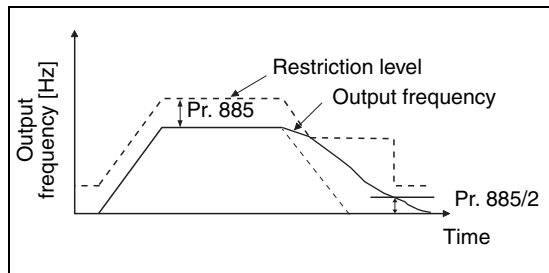 Output
frequency [Hz]
Restriction level
Output frequency
Pr. 885
Pr. 885/2
Time